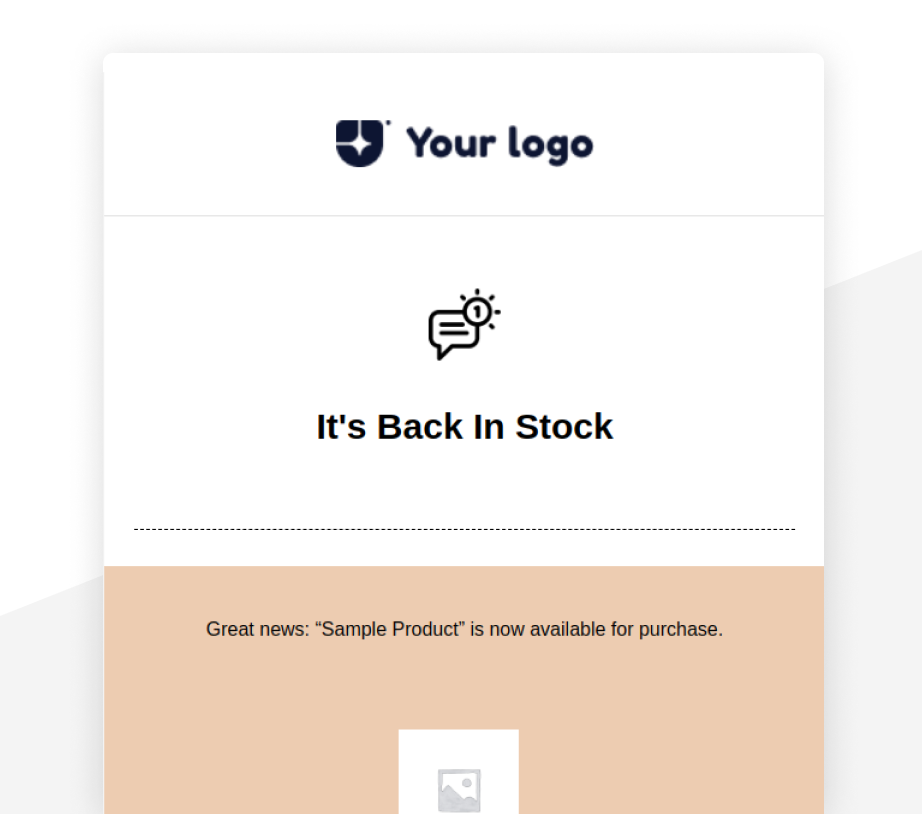 Your logo
1
It's Back In Stock
Great news: “Sample Product” is now available for purchase.